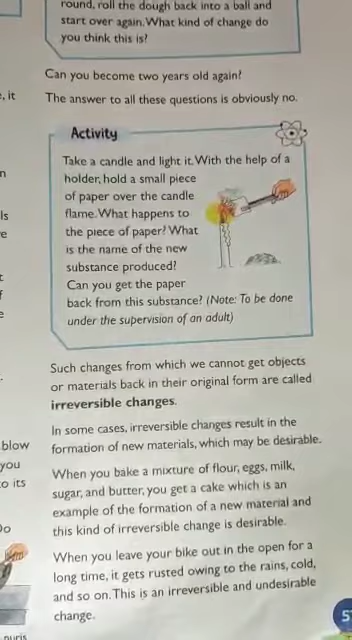 round, roll the dough back into a ball and
start over again. What kind of change do
you think this is?
Can you become two years old again?
The answer to all these questions is obviously no.
Activity
Take a candle and light it. With the help of a
holder, hold a small piece
of paper over the candle
flame. What happens to
the piece of paper? What
is the name of the new
substance produced?
Can you get the paper
back from this substance? (Note: To be done
under the supervision of an adult)
Such changes from which we cannot get objects
or materials back in their original form are called
irreversible changes.
In some cases, irreversible changes result in the
formation of new materials, which may be desirable.
When you bake a mixture of flour, eggs, milk,
sugar, and butter, you get a cake which is an
example of the formation of a new material and
this kind of irreversible change is desirable.
When you leave your bike out in the open for a
long time, it gets rusted owing to the rains, cold,
and so on. This is an irreversible and undesirable
change.
, it
blow
you
o its